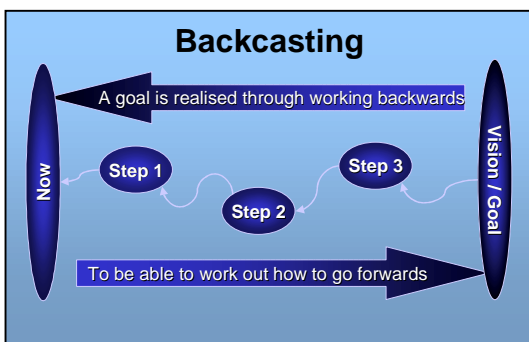 Backcasting
A goal is realised through working backwards
Now
Step 1
Step 2
Step 3
Vision / Goal
To be able to work out how to go forwards